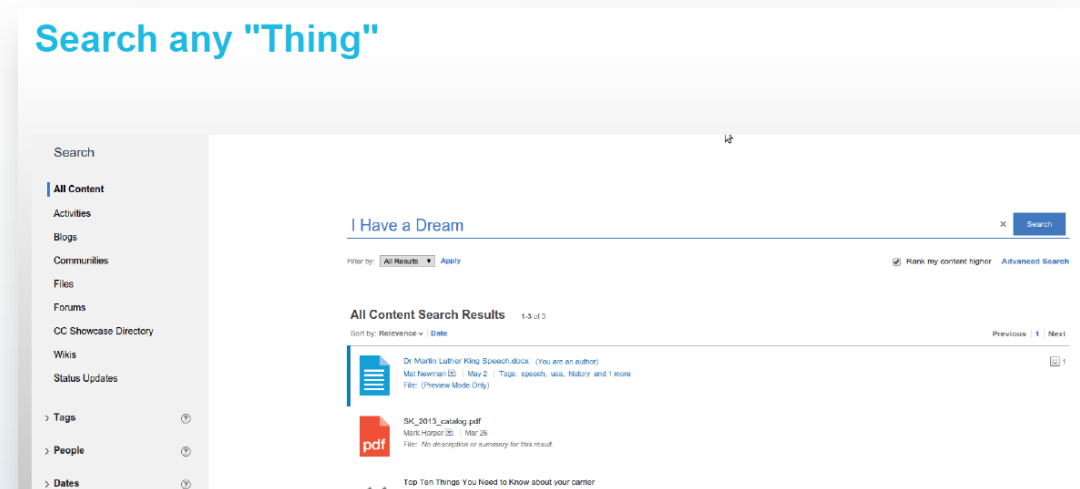 Search any "Thing"
Search
All Content
Activities
Blogs
Communities
Files
Forums
CC Showcase Directory
Wikis
Status Updates
Tags
People
Dates
I Have a Dream
Search
Filter by: All Results Apply
Rank my content higher Advanced Search
All Content Search Results 1-3 of 3
Sort by: Relevance | Date
Previous | 1 | Next
Dr Martin Luther King Speech.docx (You are an author)
1
Mat Newman | May 2 | Tags: speech, usa, history and 1 more
File: (Preview Mode Only)
pdf
SK_2013_catalog.pdf
Mark Harper | Mar 26
File: No description or summary for this result.
Top Ten Things You Need to Know about your carrier